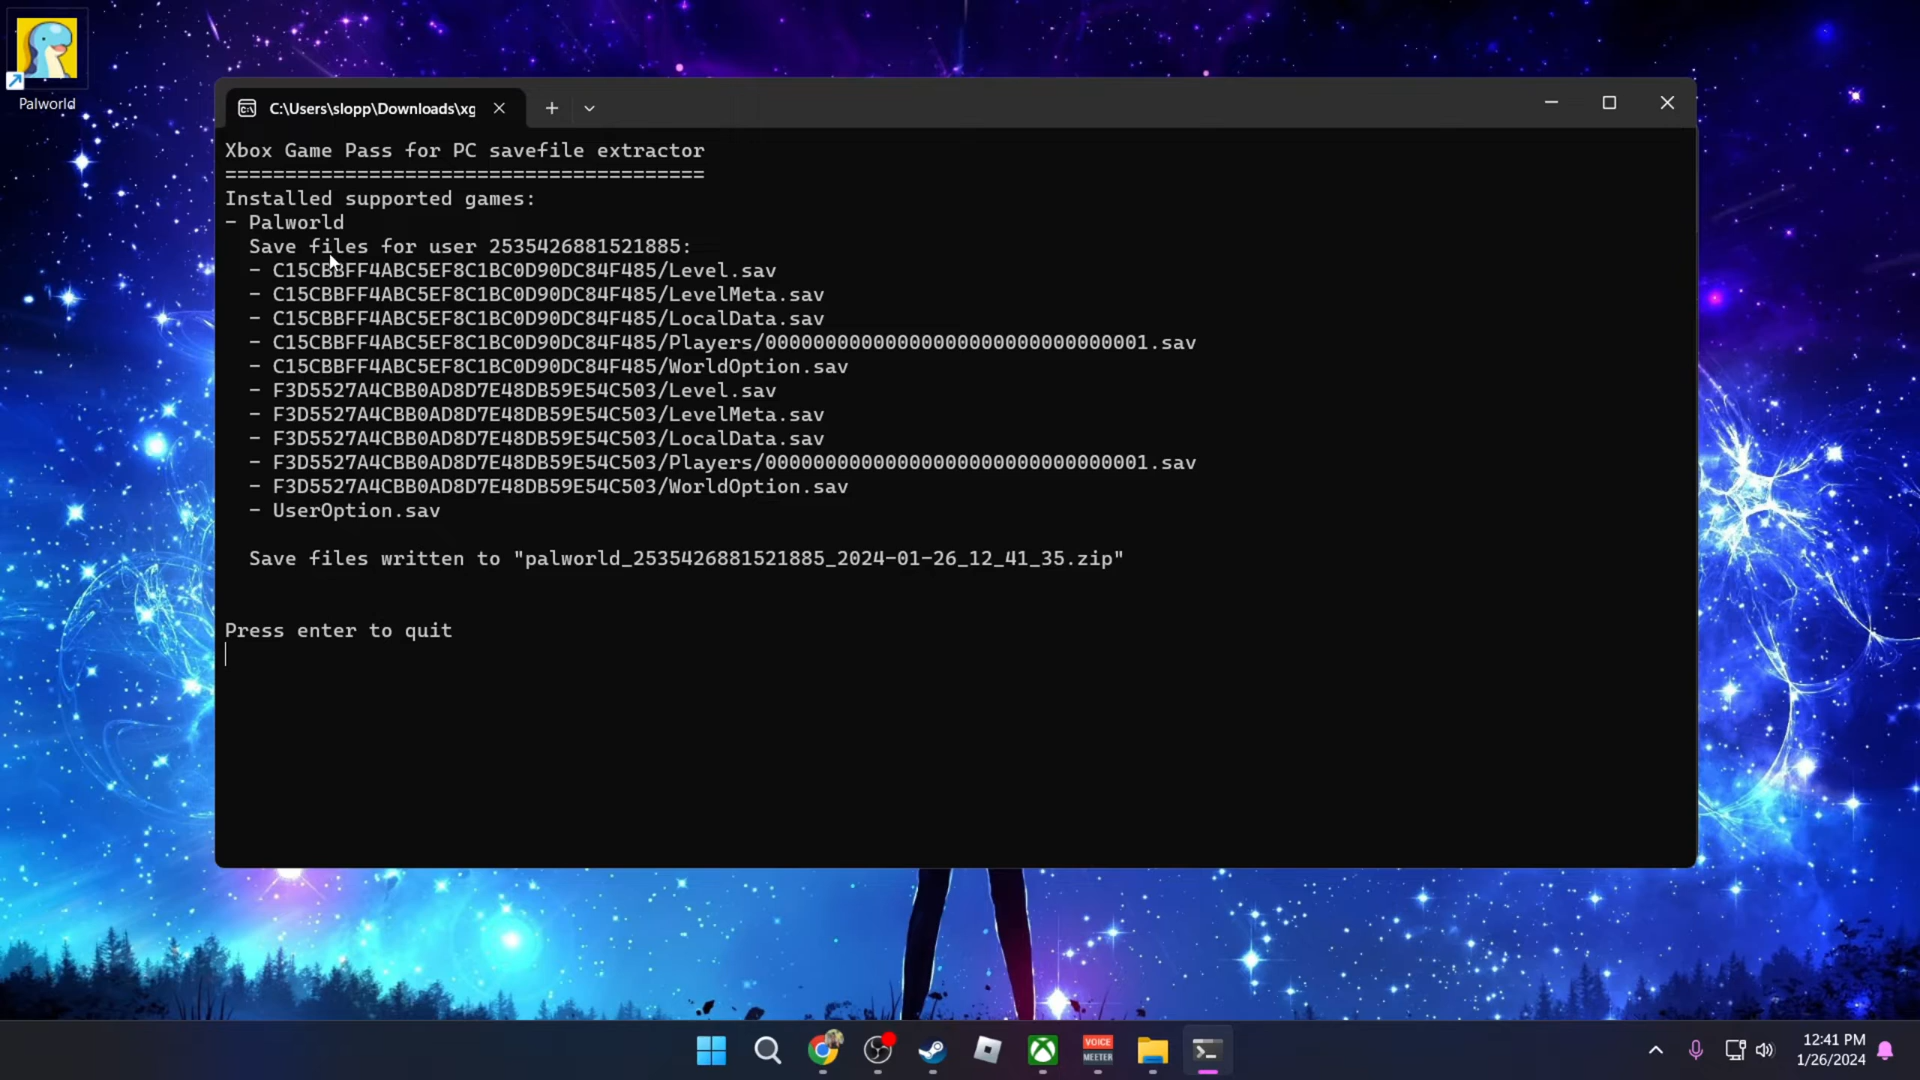 Palworld
C:\Users\slopp\Downloads\xg
Xbox Game Pass for PC savefile extractor
========================================
Installed supported games:
- Palworld
Save files for user 2535426881521885:
- C15CBBFF4ABC5EF8C1BC0D90DC84F485/Level.sav
- C15CBBFF4ABC5EF8C1BC0D90DC84F485/LevelMeta.sav
- C15CBBFF4ABC5EF8C1BC0D90DC84F485/LocalData.sav
- C15CBBFF4ABC5EF8C1BC0D90DC84F485/Players/00000000000000000000000000000001.sav
- C15CBBFF4ABC5EF8C1BC0D90DC84F485/WorldOption.sav
- F3D5527A4CBB0AD8D7E48DB59E54C503/Level.sav
- F3D5527A4CBB0AD8D7E48DB59E54C503/LevelMeta.sav
- F3D5527A4CBB0AD8D7E48DB59E54C503/LocalData.sav
- F3D5527A4CBB0AD8D7E48DB59E54C503/Players/00000000000000000000000000000001.sav
- F3D5527A4CBB0AD8D7E48DB59E54C503/WorldOption.sav
- UserOption.sav
Save files written to "palworld_2535426881521885_2024-01-26_12_41_35.zip"
Press enter to quit
VOICE
MEETER
12:41 PM
1/26/2024